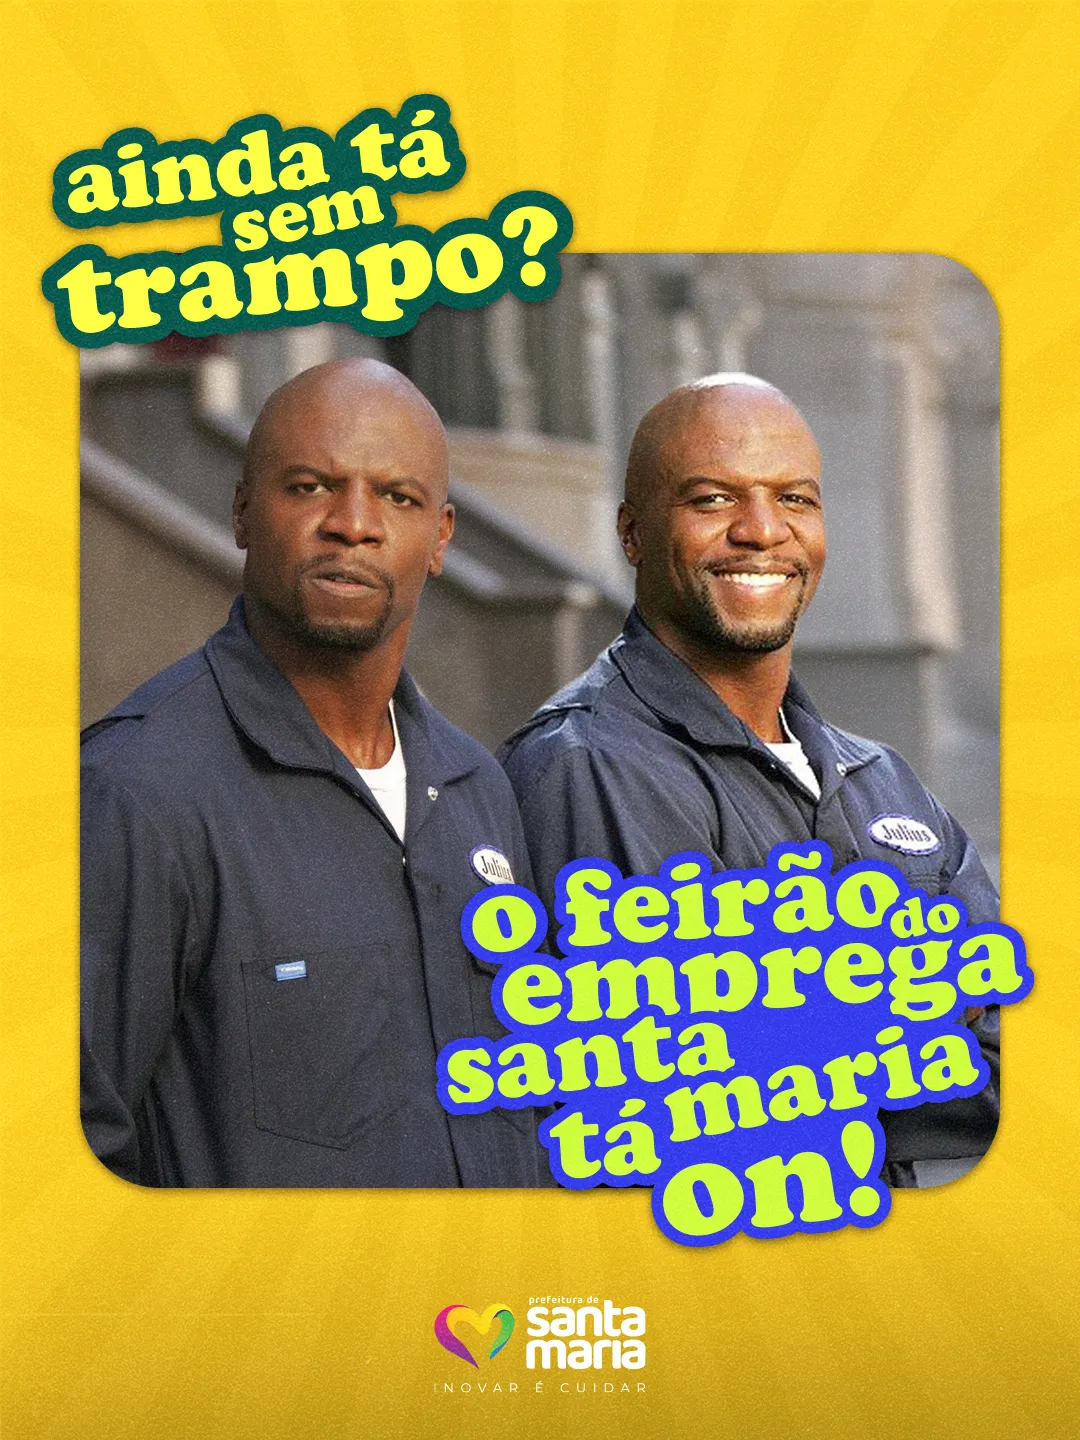 ainda tá
sem
trampo?
Julius
Julius
o feirão do
emprega
santa
maria
tá
on!
prefeitura de
santa
maria
INOVAR É CUIDAR